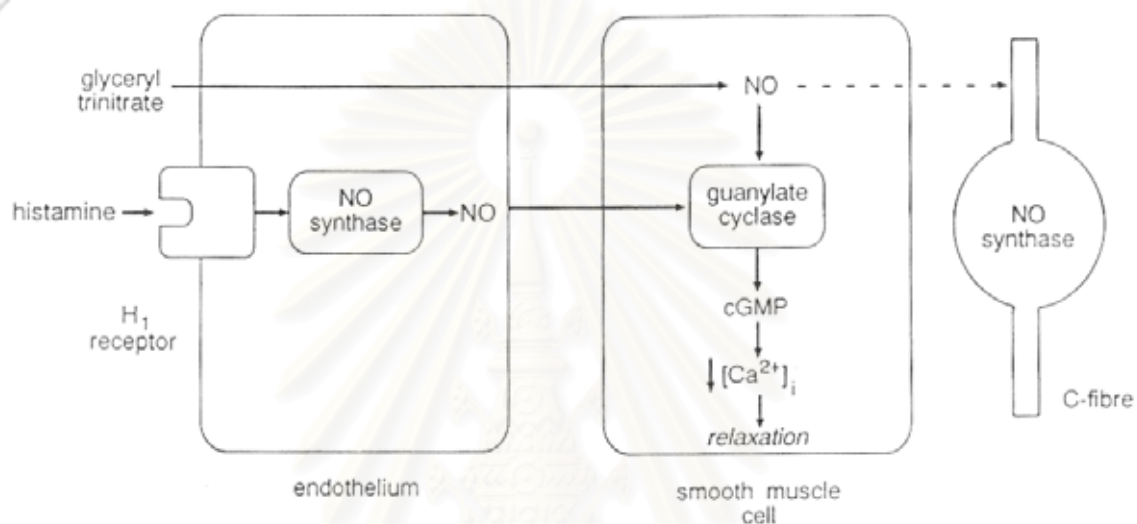 glyceryl
trinitrate
NO
histamine
NO
synthase
NO
guanylate
cyclase
NO
synthase
H₁
receptor
cGMP
[Ca²⁺]ᵢ
relaxation
C-fibre
endothelium
smooth muscle
cell